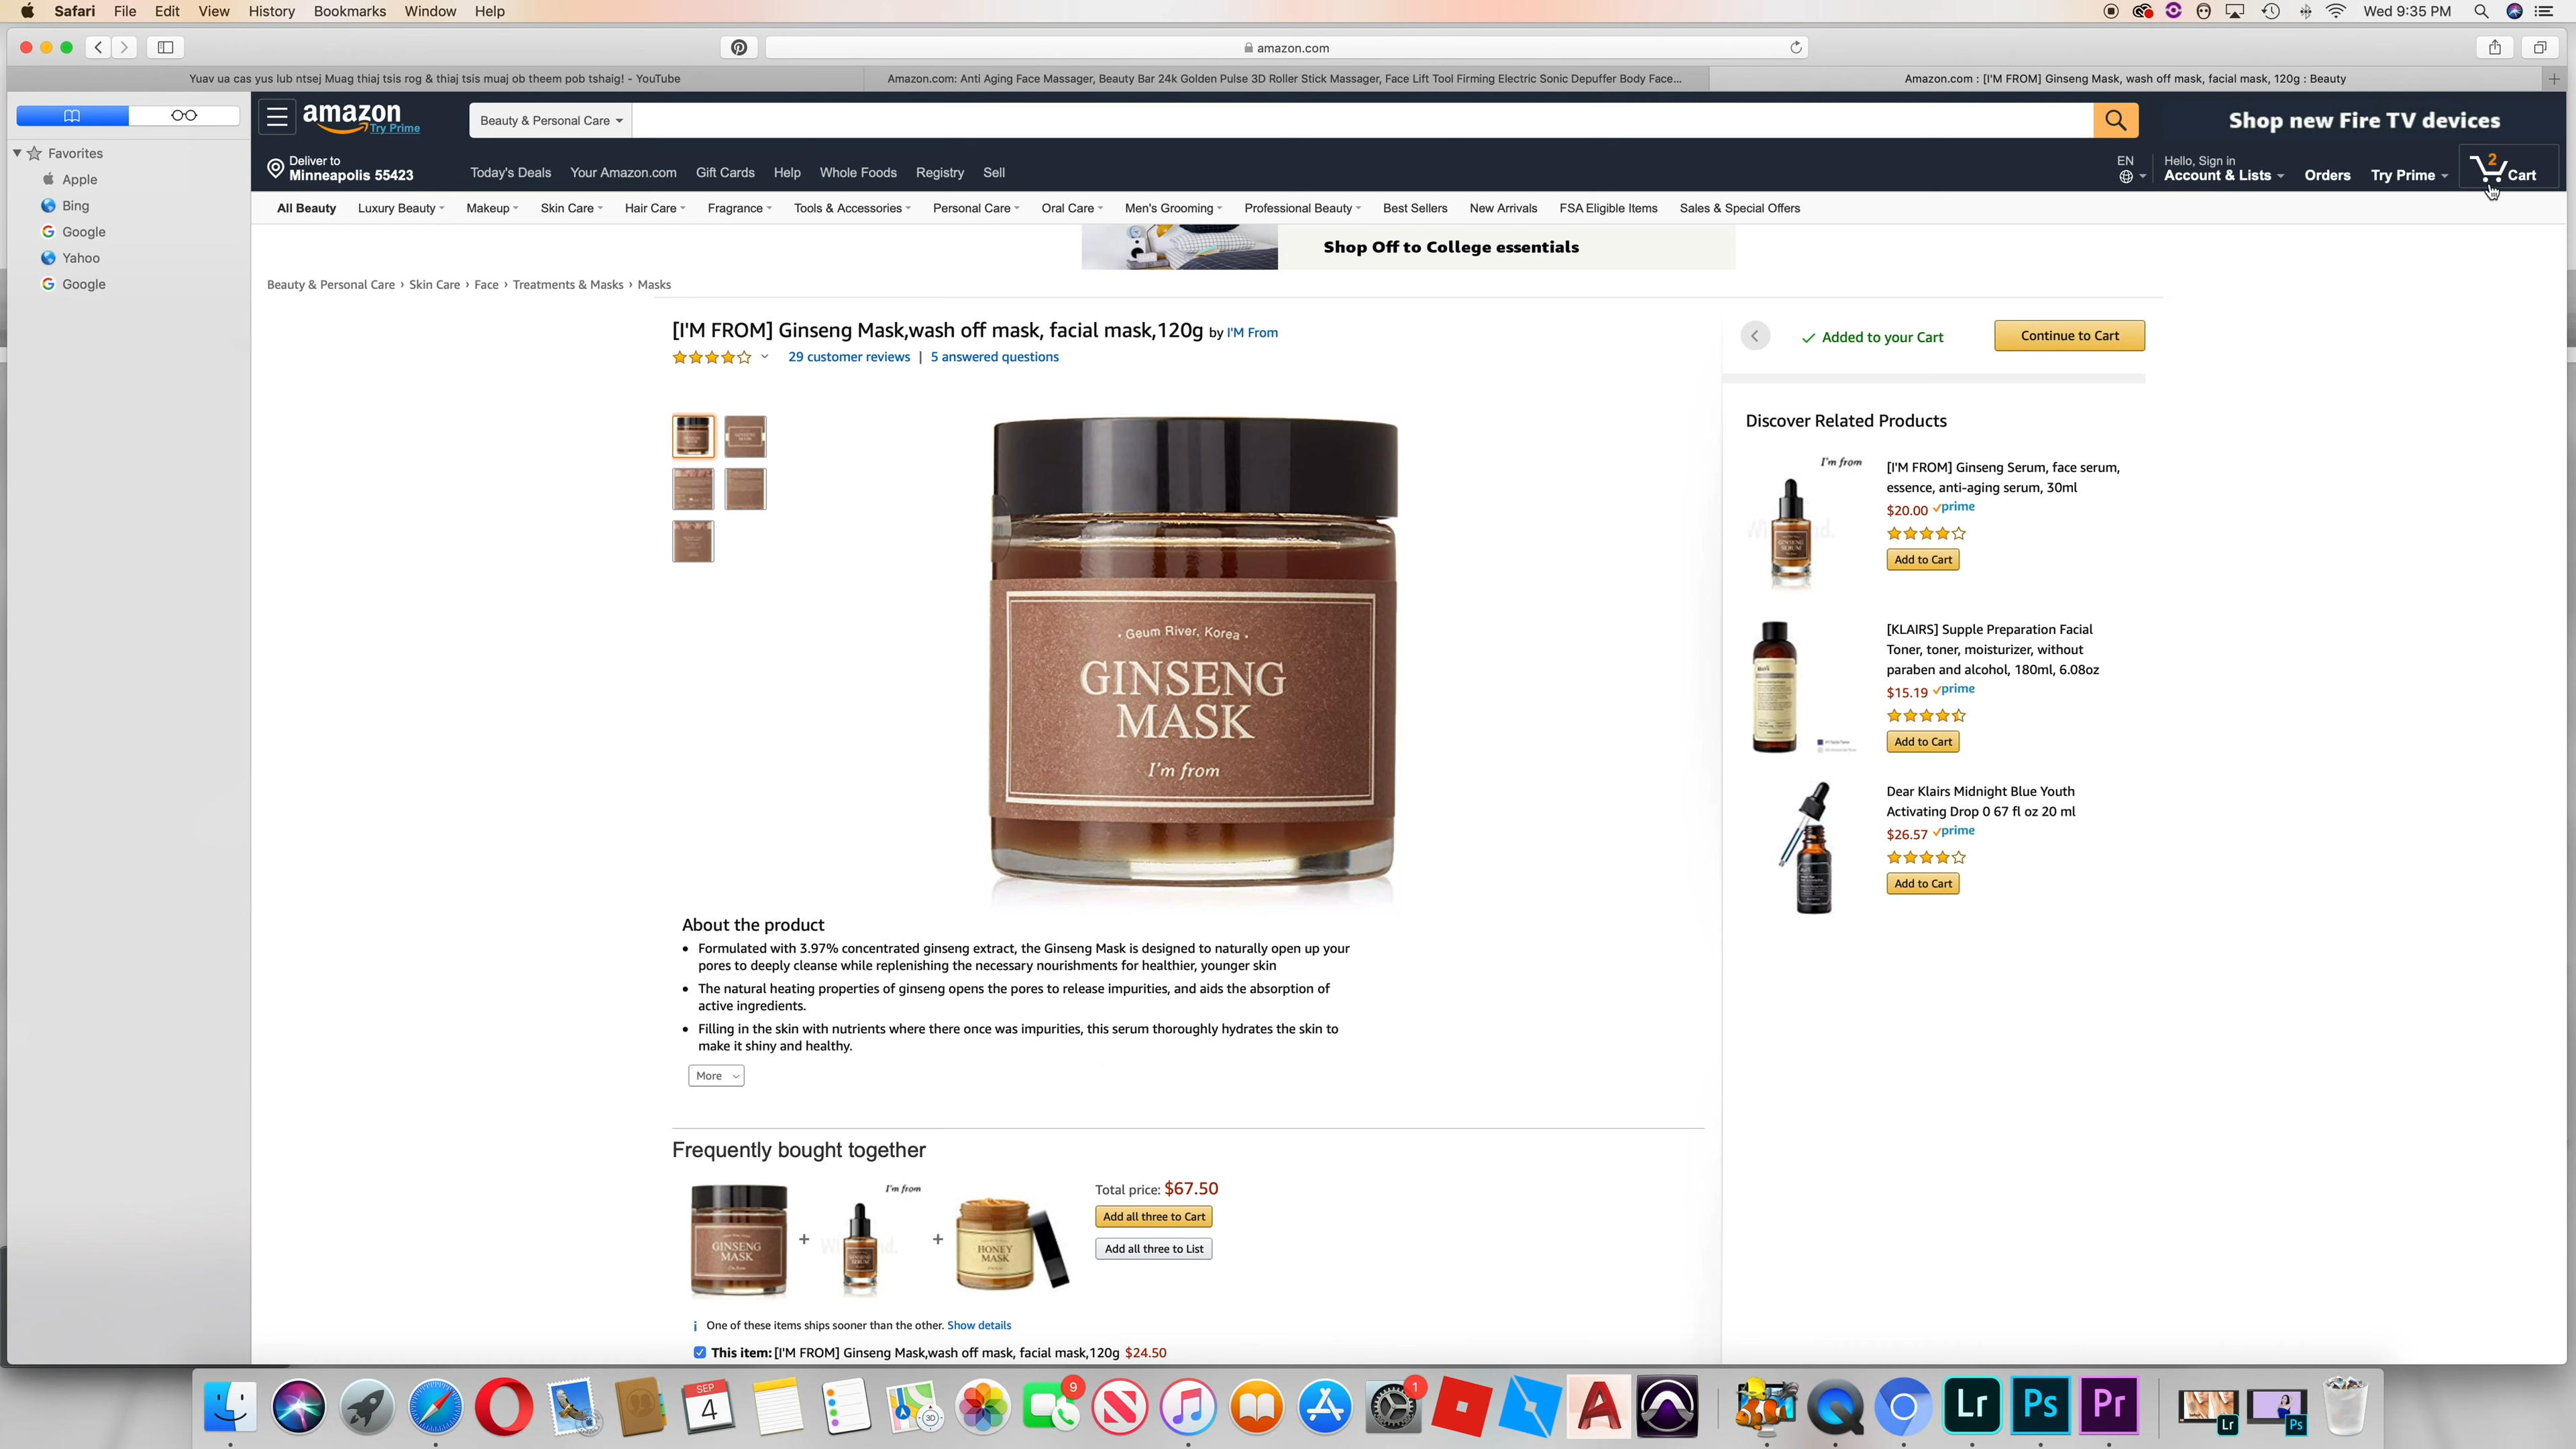 Safari File Edit View History Bookmarks Window Help
Wed 9:35 PM
amazon.com
Yuav ua cas yus lub ntsej Muag thiaj tsis rog & thiaj tsis muaj ob theem pob tshaig! - YouTube
Amazon.com: Anti Aging Face Massager, Beauty Bar 24k Golden Pulse 3D Roller Stick Massager, Face Lift Tool Firming Electric Sonic Depuffer Body Face...
Amazon.com : [I'M FROM] Ginseng Mask, wash off mask, facial mask, 120g : Beauty
Favorites
Apple
Bing
Google
Yahoo
Google
amazon
Try Prime
Beauty & Personal Care
Shop new Fire TV devices
Deliver to
Minneapolis 55423
Today's Deals Your Amazon.com Gift Cards Help Whole Foods Registry Sell
EN
Hello, Sign in
Account & Lists
Orders
Try Prime
2
Cart
All Beauty Luxury Beauty Makeup Skin Care Hair Care Fragrance Tools & Accessories Personal Care Oral Care Men's Grooming Professional Beauty Best Sellers New Arrivals FSA Eligible Items Sales & Special Offers
Shop Off to College essentials
Beauty & Personal Care › Skin Care › Face › Treatments & Masks › Masks
[I'M FROM] Ginseng Mask,wash off mask, facial mask,120g by I'M From
29 customer reviews | 5 answered questions
· Geum River, Korea ·
GINSENG
MASK
I'm from
About the product
• Formulated with 3.97% concentrated ginseng extract, the Ginseng Mask is designed to naturally open up your
pores to deeply cleanse while replenishing the necessary nourishments for healthier, younger skin
• The natural heating properties of ginseng opens the pores to release impurities, and aids the absorption of
active ingredients.
• Filling in the skin with nutrients where there once was impurities, this serum thoroughly hydrates the skin to
make it shiny and healthy.
More
Frequently bought together
GINSENG
MASK
+
I'm from
+
HONEY
MASK
Total price: $67.50
Add all three to Cart
Add all three to List
i One of these items ships sooner than the other. Show details
This item: [I'M FROM] Ginseng Mask,wash off mask, facial mask,120g $24.50
Added to your Cart
Continue to Cart
Discover Related Products
I'm from
[I'M FROM] Ginseng Serum, face serum,
essence, anti-aging serum, 30ml
$20.00 prime
Add to Cart
[KLAIRS] Supple Preparation Facial
Toner, toner, moisturizer, without
paraben and alcohol, 180ml, 6.08oz
$15.19 prime
Add to Cart
Dear Klairs Midnight Blue Youth
Activating Drop 0 67 fl oz 20 ml
$26.57 prime
Add to Cart
SEP
4
3D
9
1
Lr
Ps
Pr
Lr
Ps